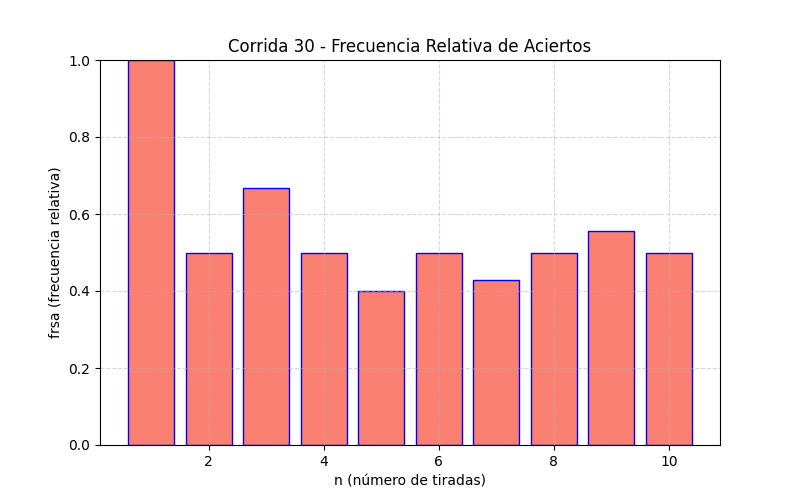 Corrida 30 - Frecuencia Relativa de Aciertos
1.0
0.8
0.6
0.4
0.2
0.0
frsa (frecuencia relativa)
2 4 6 8 10
n (número de tiradas)